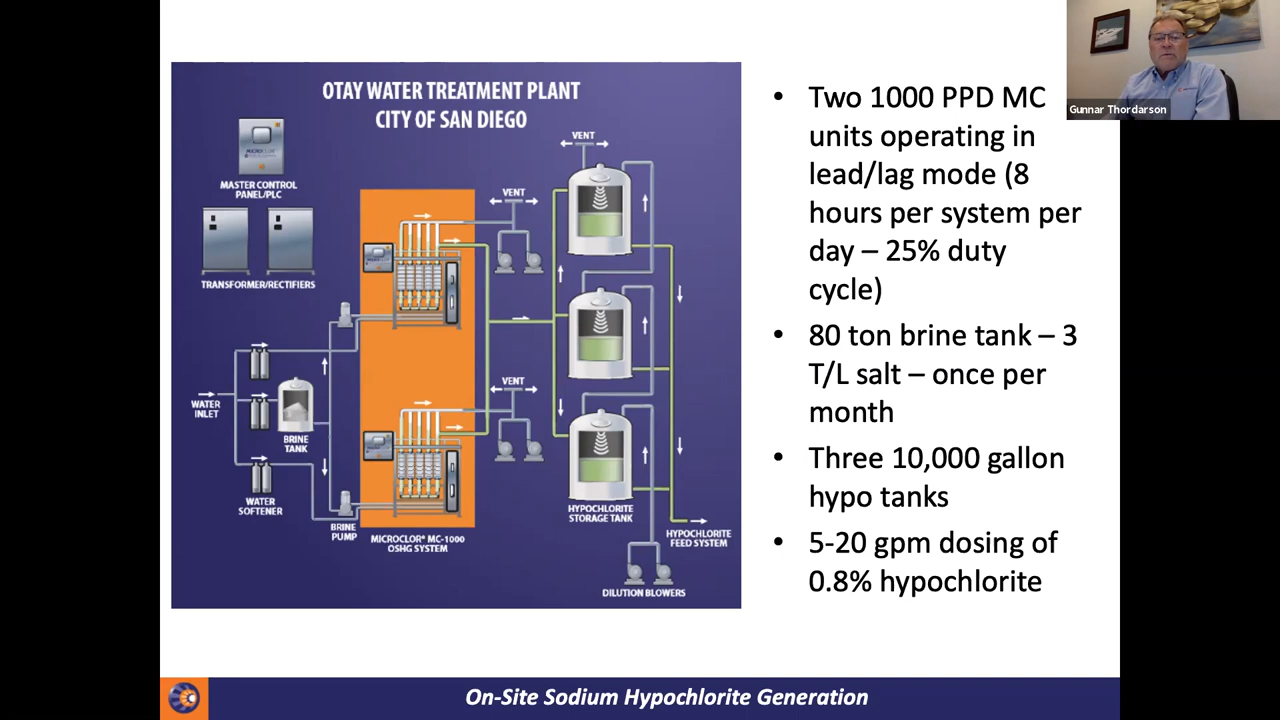 OTAY WATER TREATMENT PLANT
CITY OF SAN DIEGO
MASTER CONTROL
PANEL/PLC
TRANSFORMER/RECTIFIERS
WATER
INLET
BRINE
TANK
WATER
SOFTENER
BRINE
PUMP
MICROCLOR® MC-1000
OSHG SYSTEM
VENT
VENT
VENT
HYPOCHLORITE
STORAGE TANK
HYPOCHLORITE
FEED SYSTEM
DILUTION BLOWERS
• Two 1000 PPD MC
units operating in
lead/lag mode (8
hours per system per
day – 25% duty
cycle)
• 80 ton brine tank – 3
T/L salt – once per
month
• Three 10,000 gallon
hypo tanks
• 5-20 gpm dosing of
0.8% hypochlorite
Gunnar Thordarson
On-Site Sodium Hypochlorite Generation